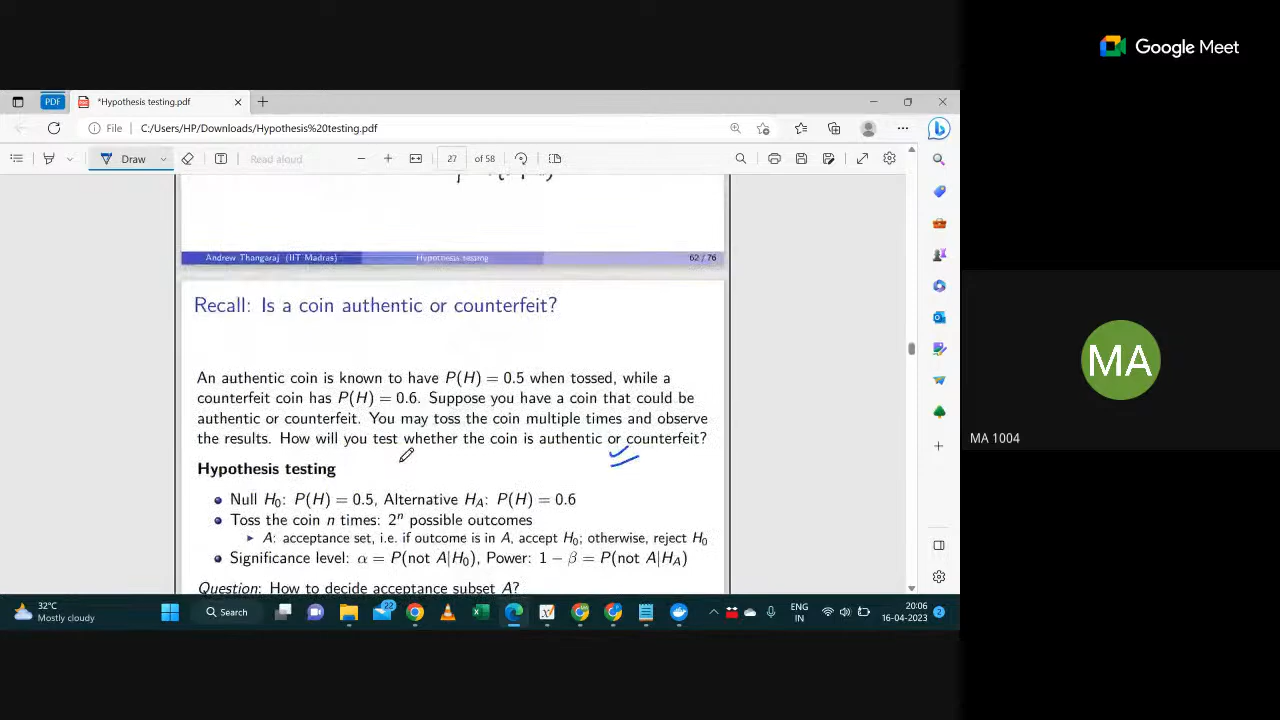 Google Meet
PDF
*Hypothesis testing.pdf
File
C:/Users/HP/Downloads/Hypothesis%20testing.pdf
Draw
Read aloud
27
of 58
Andrew Thangaraj (IIT Madras)
Hypothesis testing
62 / 76
Recall: Is a coin authentic or counterfeit?
An authentic coin is known to have P(H) = 0.5 when tossed, while a
counterfeit coin has P(H) = 0.6. Suppose you have a coin that could be
authentic or counterfeit. You may toss the coin multiple times and observe
the results. How will you test whether the coin is authentic or counterfeit?
Hypothesis testing
Null H₀: P(H) = 0.5, Alternative H_A: P(H) = 0.6
Toss the coin n times: 2ⁿ possible outcomes
A: acceptance set, i.e. if outcome is in A, accept H₀; otherwise, reject H₀
Significance level: α = P(not A|H₀), Power: 1 − β = P(not A|H_A)
Question: How to decide acceptance subset A?
MA
MA 1004
32°C
Mostly cloudy
Search
22
ENG
IN
20:06
16-04-2023
2